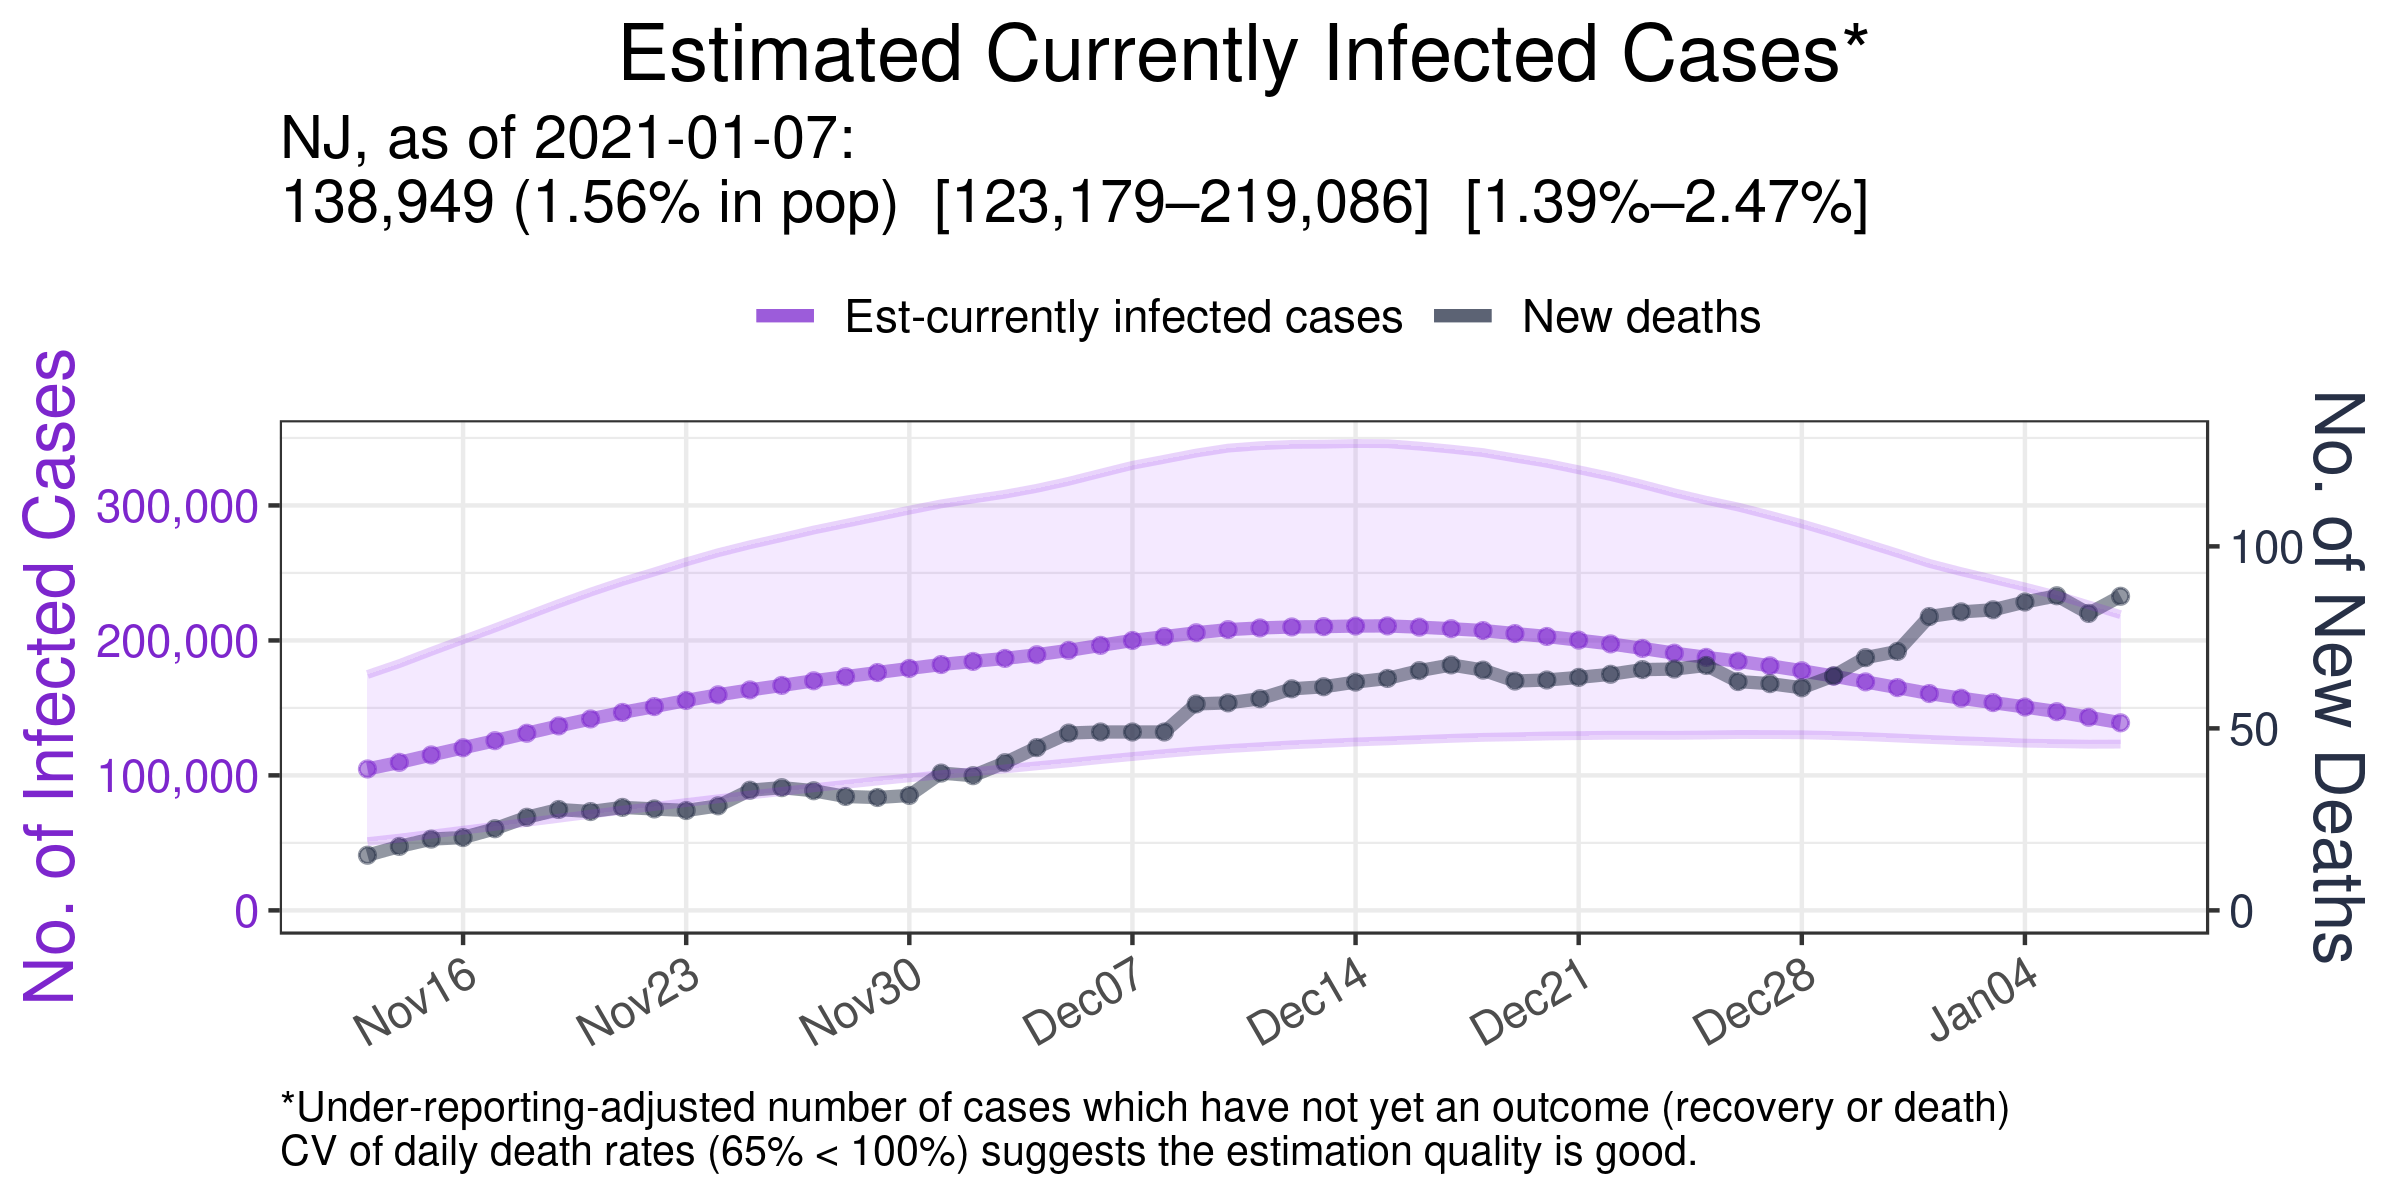 Estimated Currently Infected Cases*
NJ, as of 2021-01-07:
138,949 (1.56% in pop)  [123,179–219,086]  [1.39%–2.47%]
Est-currently infected cases
New deaths
No. of Infected Cases
300,000
200,000
100,000
0
No. of New Deaths
100
50
0
Nov16
Nov23
Nov30
Dec07
Dec14
Dec21
Dec28
Jan04
*Under-reporting-adjusted number of cases which have not yet an outcome (recovery or death)
CV of daily death rates (65% < 100%) suggests the estimation quality is good.